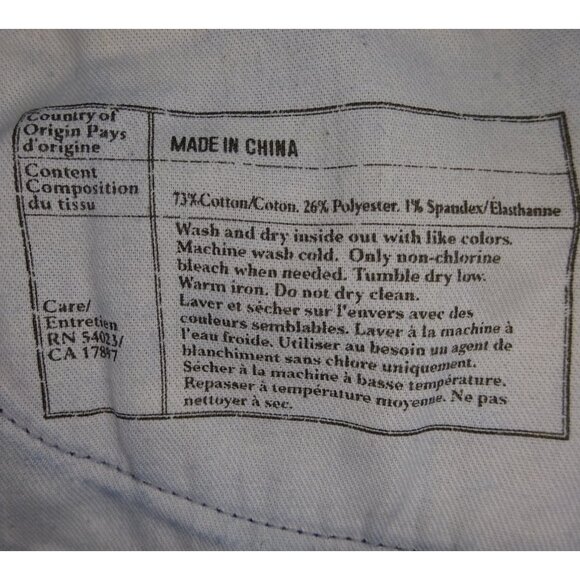 Country of
Origin Pays
d'origine
MADE IN CHINA
Content
Composition
du tissu
73%Cotton/Coton. 26% Polyester. 1% Spandex/Elasthanne
Care/
Entretien
RN 54023/
CA 17897
Wash and dry inside out with like colors.
Machine wash cold. Only non-chlorine
bleach when needed. Tumble dry low.
Warm iron. Do not dry clean.
Laver et sécher sur l'envers avec des
couleurs semblables. Laver à la machine à
l'eau froide. Utiliser au besoin un agent de
blanchiment sans chlore uniquement.
Sécher à la machine à basse température.
Repasser à température moyenne. Ne pas
nettoyer à sec.